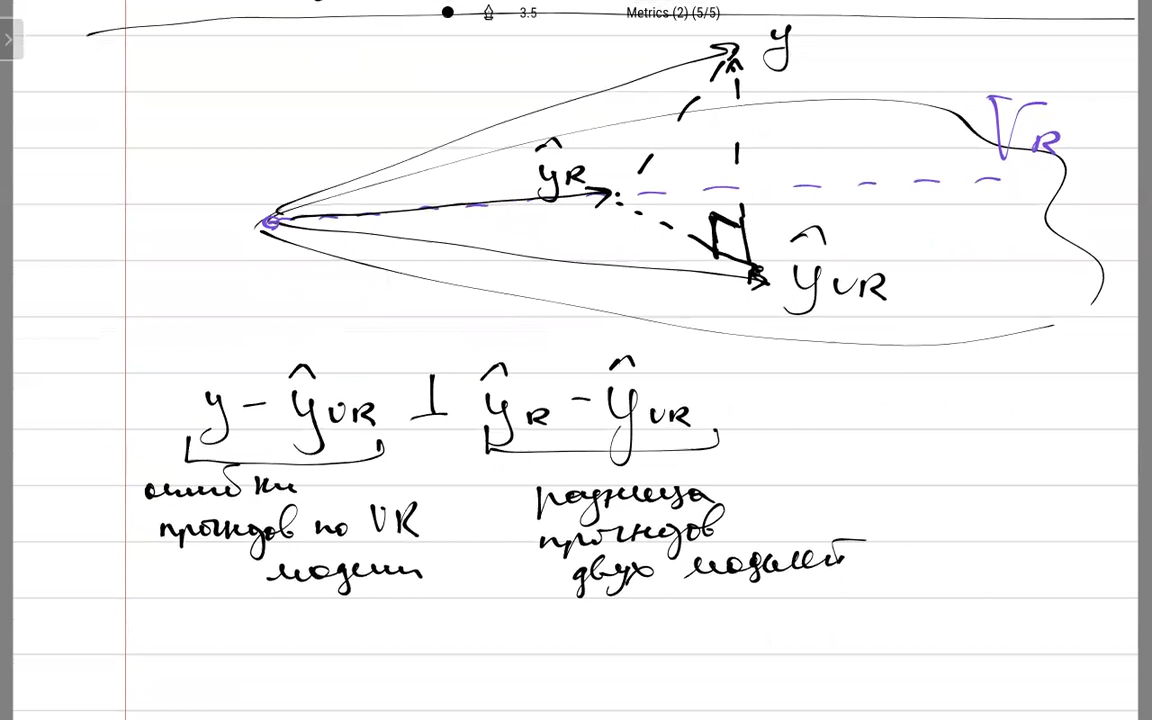 3.5 Metrics (2) (5/5)
y
V_R
ŷ_R
ŷ_UR
y - ŷ_UR ⊥ ŷ_R - ŷ_UR
ошибки
прогнозов по UR
модели
разница
прогнозов
двух моделей